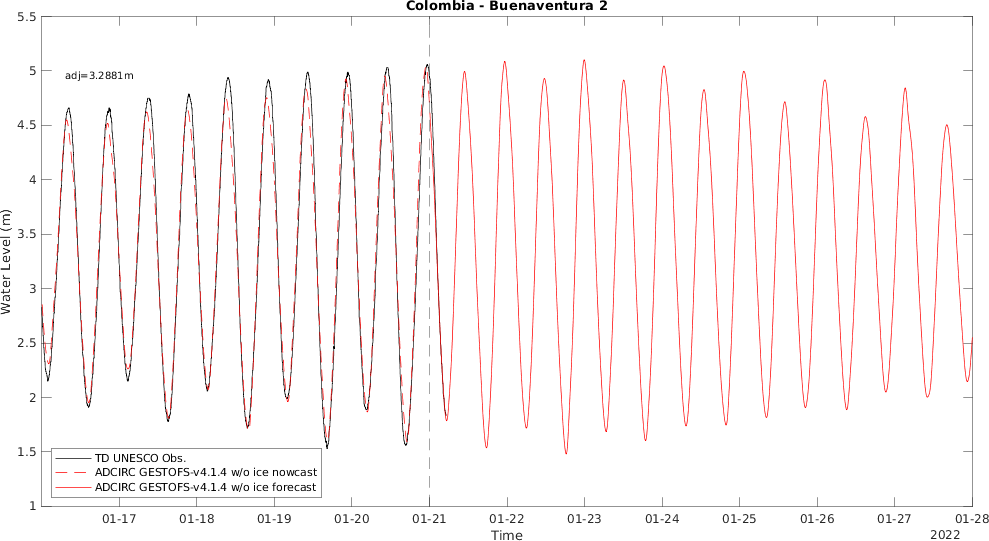 Colombia - Buenaventura 2
5.5
5
4.5
4
3.5
3
2.5
2
1.5
1
Water Level (m)
adj=3.2881m
TD UNESCO Obs.
ADCIRC GESTOFS-v4.1.4 w/o ice nowcast
ADCIRC GESTOFS-v4.1.4 w/o ice forecast
01-17 01-18 01-19 01-20 01-21 01-22 01-23 01-24 01-25 01-26 01-27 01-28
Time
2022